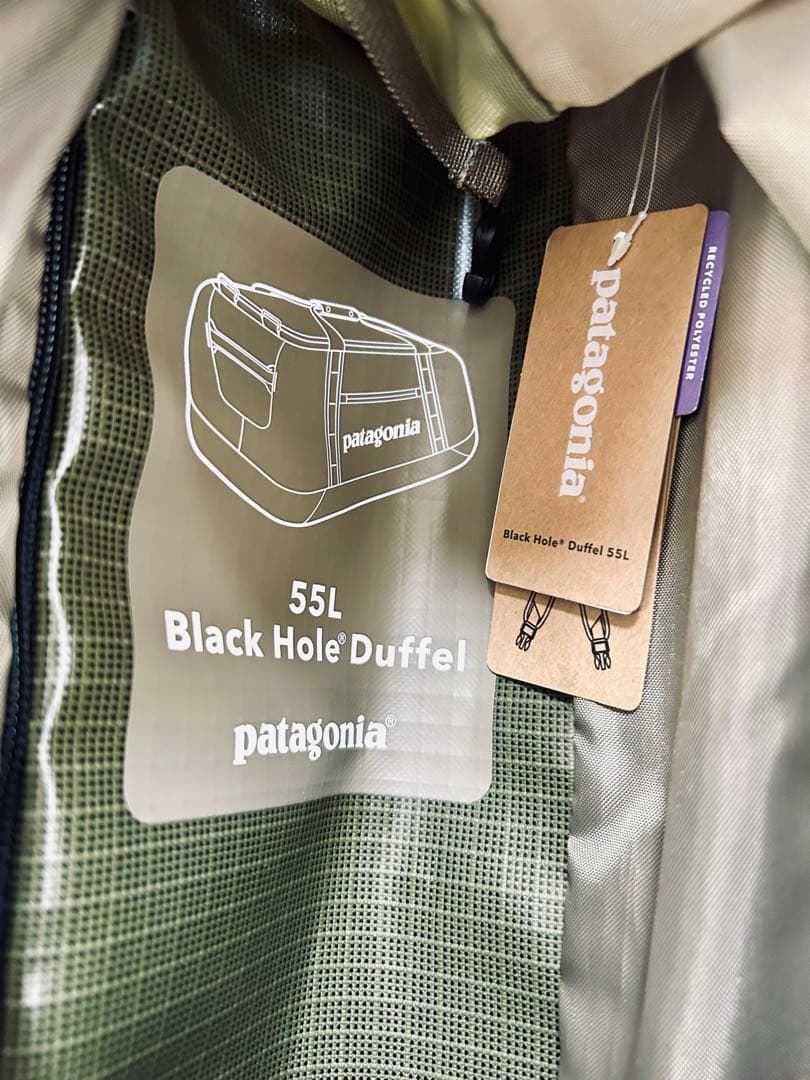 patagonia
55L
Black Hole® Duffel
patagonia®
patagonia®
Black Hole® Duffel 55L
RECYCLED POLYESTER